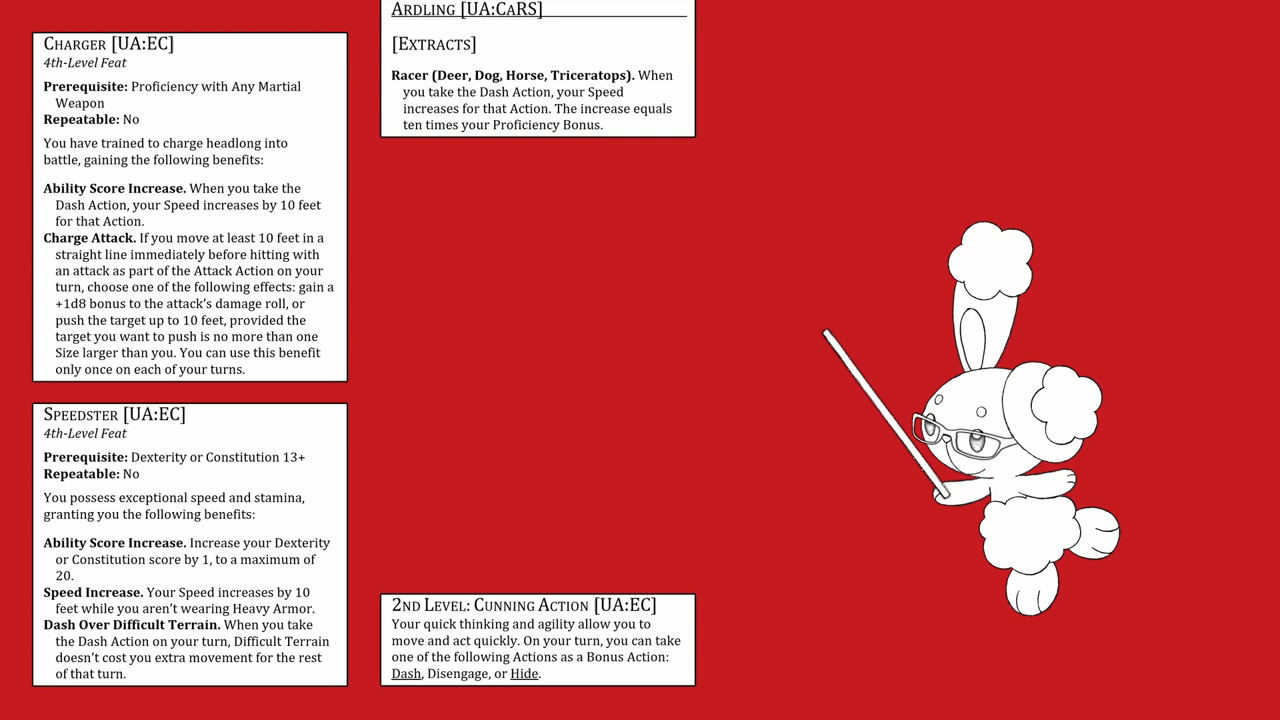 CHARGER [UA:EC]
4th-Level Feat
Prerequisite: Proficiency with Any Martial
Weapon
Repeatable: No
You have trained to charge headlong into
battle, gaining the following benefits:
Ability Score Increase. When you take the
Dash Action, your Speed increases by 10 feet
for that Action.
Charge Attack. If you move at least 10 feet in a
straight line immediately before hitting with
an attack as part of the Attack Action on your
turn, choose one of the following effects: gain a
+1d8 bonus to the attack's damage roll, or
push the target up to 10 feet, provided the
target you want to push is no more than one
Size larger than you. You can use this benefit
only once on each of your turns.
SPEEDSTER [UA:EC]
4th-Level Feat
Prerequisite: Dexterity or Constitution 13+
Repeatable: No
You possess exceptional speed and stamina,
granting you the following benefits:
Ability Score Increase. Increase your Dexterity
or Constitution score by 1, to a maximum of
20.
Speed Increase. Your Speed increases by 10
feet while you aren't wearing Heavy Armor.
Dash Over Difficult Terrain. When you take
the Dash Action on your turn, Difficult Terrain
doesn't cost you extra movement for the rest
of that turn.
ARDLING [UA:CARS]
[EXTRACTS]
Racer (Deer, Dog, Horse, Triceratops). When
you take the Dash Action, your Speed
increases for that Action. The increase equals
ten times your Proficiency Bonus.
2ND LEVEL: CUNNING ACTION [UA:EC]
Your quick thinking and agility allow you to
move and act quickly. On your turn, you can take
one of the following Actions as a Bonus Action:
Dash, Disengage, or Hide.